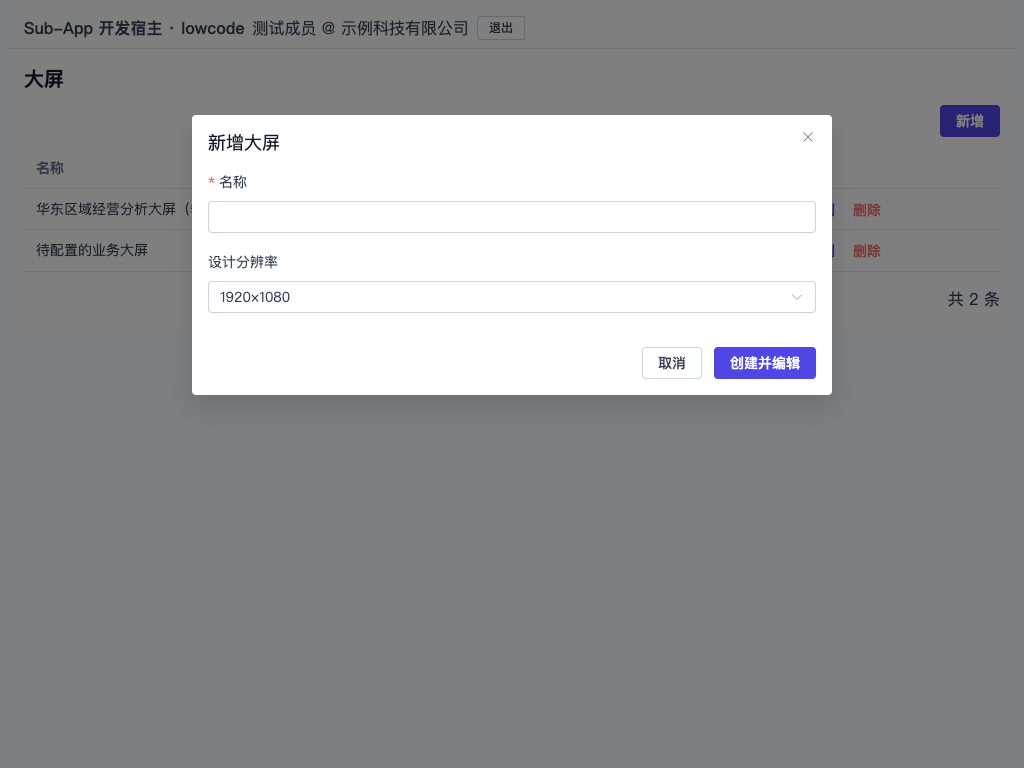 Sub-App 开发宿主 · lowcode 测试成员 @ 示例科技有限公司 退出
大屏
新增
新增大屏
名称
* 名称
华东区域经营分析大屏 删除
设计分辨率
待配置的业务大屏 删除
1920×1080
共 2 条
取消 创建并编辑